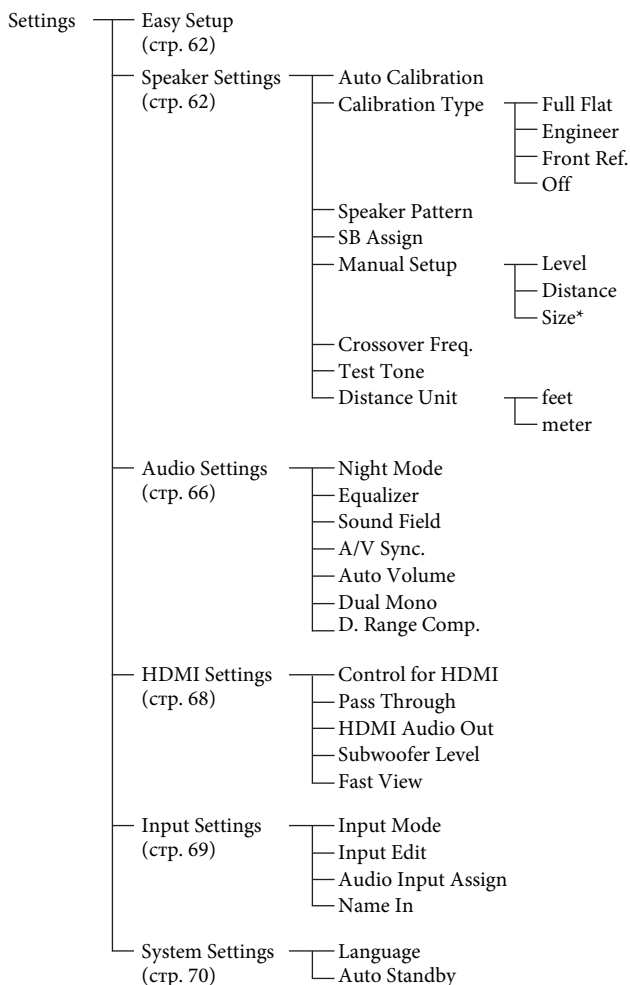 Settings
Easy Setup
(стр. 62)
Speaker Settings
(стр. 62)
Auto Calibration
Calibration Type
Full Flat
Engineer
Front Ref.
Off
Speaker Pattern
SB Assign
Manual Setup
Level
Distance
Size*
Crossover Freq.
Test Tone
Distance Unit
feet
meter
Audio Settings
(стр. 66)
Night Mode
Equalizer
Sound Field
A/V Sync.
Auto Volume
Dual Mono
D. Range Comp.
HDMI Settings
(стр. 68)
Control for HDMI
Pass Through
HDMI Audio Out
Subwoofer Level
Fast View
Input Settings
(стр. 69)
Input Mode
Input Edit
Audio Input Assign
Name In
System Settings
(стр. 70)
Language
Auto Standby